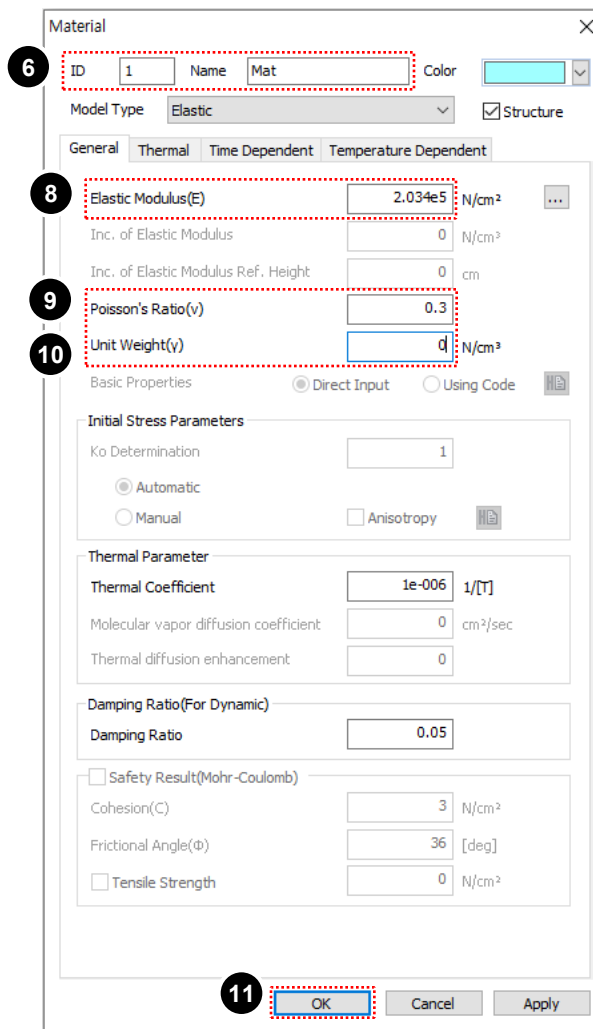 Material
6 ID 1 Name Mat Color
Model Type Elastic Structure
General Thermal Time Dependent Temperature Dependent
8 Elastic Modulus(E) 2.034e5 N/cm² ...
Inc. of Elastic Modulus 0 N/cm³
Inc. of Elastic Modulus Ref. Height 0 cm
9 Poisson's Ratio(ν) 0.3
10 Unit Weight(γ) 0 N/cm³
Basic Properties Direct Input Using Code
Initial Stress Parameters
Ko Determination 1
Automatic
Manual Anisotropy
Thermal Parameter
Thermal Coefficient 1e-006 1/[T]
Molecular vapor diffusion coefficient 0 cm²/sec
Thermal diffusion enhancement 0
Damping Ratio(For Dynamic)
Damping Ratio 0.05
Safety Result(Mohr-Coulomb)
Cohesion(C) 3 N/cm²
Frictional Angle(Φ) 36 [deg]
Tensile Strength 0 N/cm²
11 OK Cancel Apply